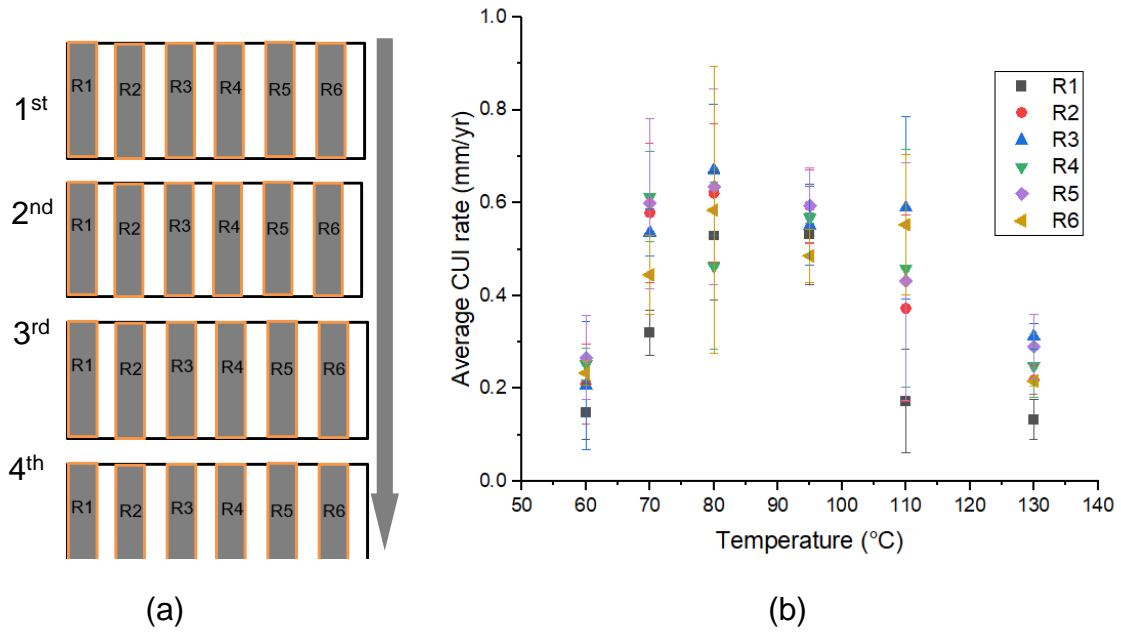 1st
R1 R2 R3 R4 R5 R6
2nd
R1 R2 R3 R4 R5 R6
3rd
R1 R2 R3 R4 R5 R6
4th
R1 R2 R3 R4 R5 R6
(a)
Average CUI rate (mm/yr)
1.0
0.8
0.6
0.4
0.2
0.0
50 60 70 80 90 100 110 120 130 140
Temperature (°C)
R1
R2
R3
R4
R5
R6
(b)